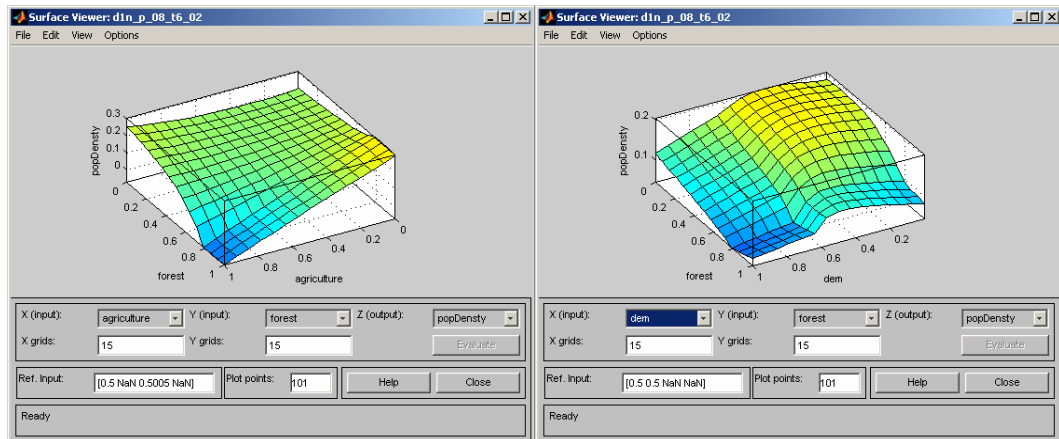 Surface Viewer: d1n_p_08_t6_02
File Edit View Options
0.3
0.2
0.1
0
popDensty
0
0.2
0.4
0.6
0.8
1
forest
1
0.8
0.6
0.4
0.2
0
agriculture
X (input): agriculture Y (input): forest Z (output): popDensty
X grids: 15 Y grids: 15 Evaluate
Ref. Input: [0.5 NaN 0.5005 NaN] Plot points: 101 Help Close
Ready
Surface Viewer: d1n_p_08_t6_02
File Edit View Options
0.2
0.1
popDensty
0
0.2
0.4
0.6
0.8
1
forest
1
0.8
0.6
0.4
0.2
dem
X (input): dem Y (input): forest Z (output): popDensty
X grids: 15 Y grids: 15 Evaluate
Ref. Input: [0.5 0.5 NaN NaN] Plot points: 101 Help Close
Ready